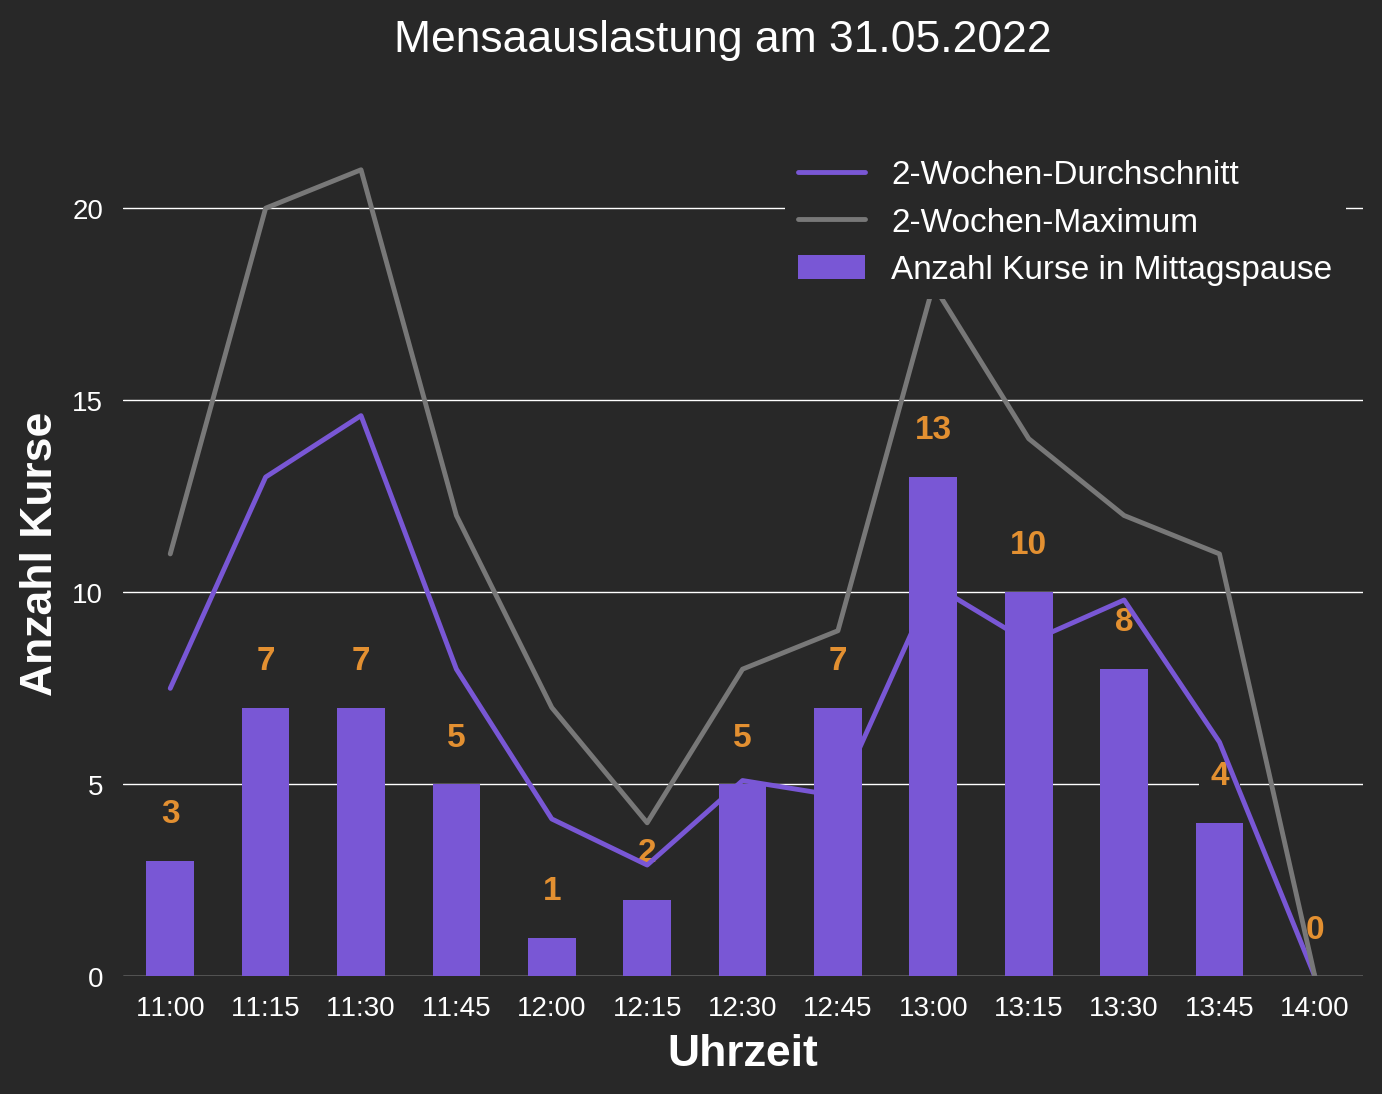 Mensaauslastung am 31.05.2022
2-Wochen-Durchschnitt
2-Wochen-Maximum
Anzahl Kurse in Mittagspause
Anzahl Kurse
20
15
10
5
0
3
7
7
5
1
2
5
7
13
10
8
4
0
11:00 11:15 11:30 11:45 12:00 12:15 12:30 12:45 13:00 13:15 13:30 13:45 14:00
Uhrzeit